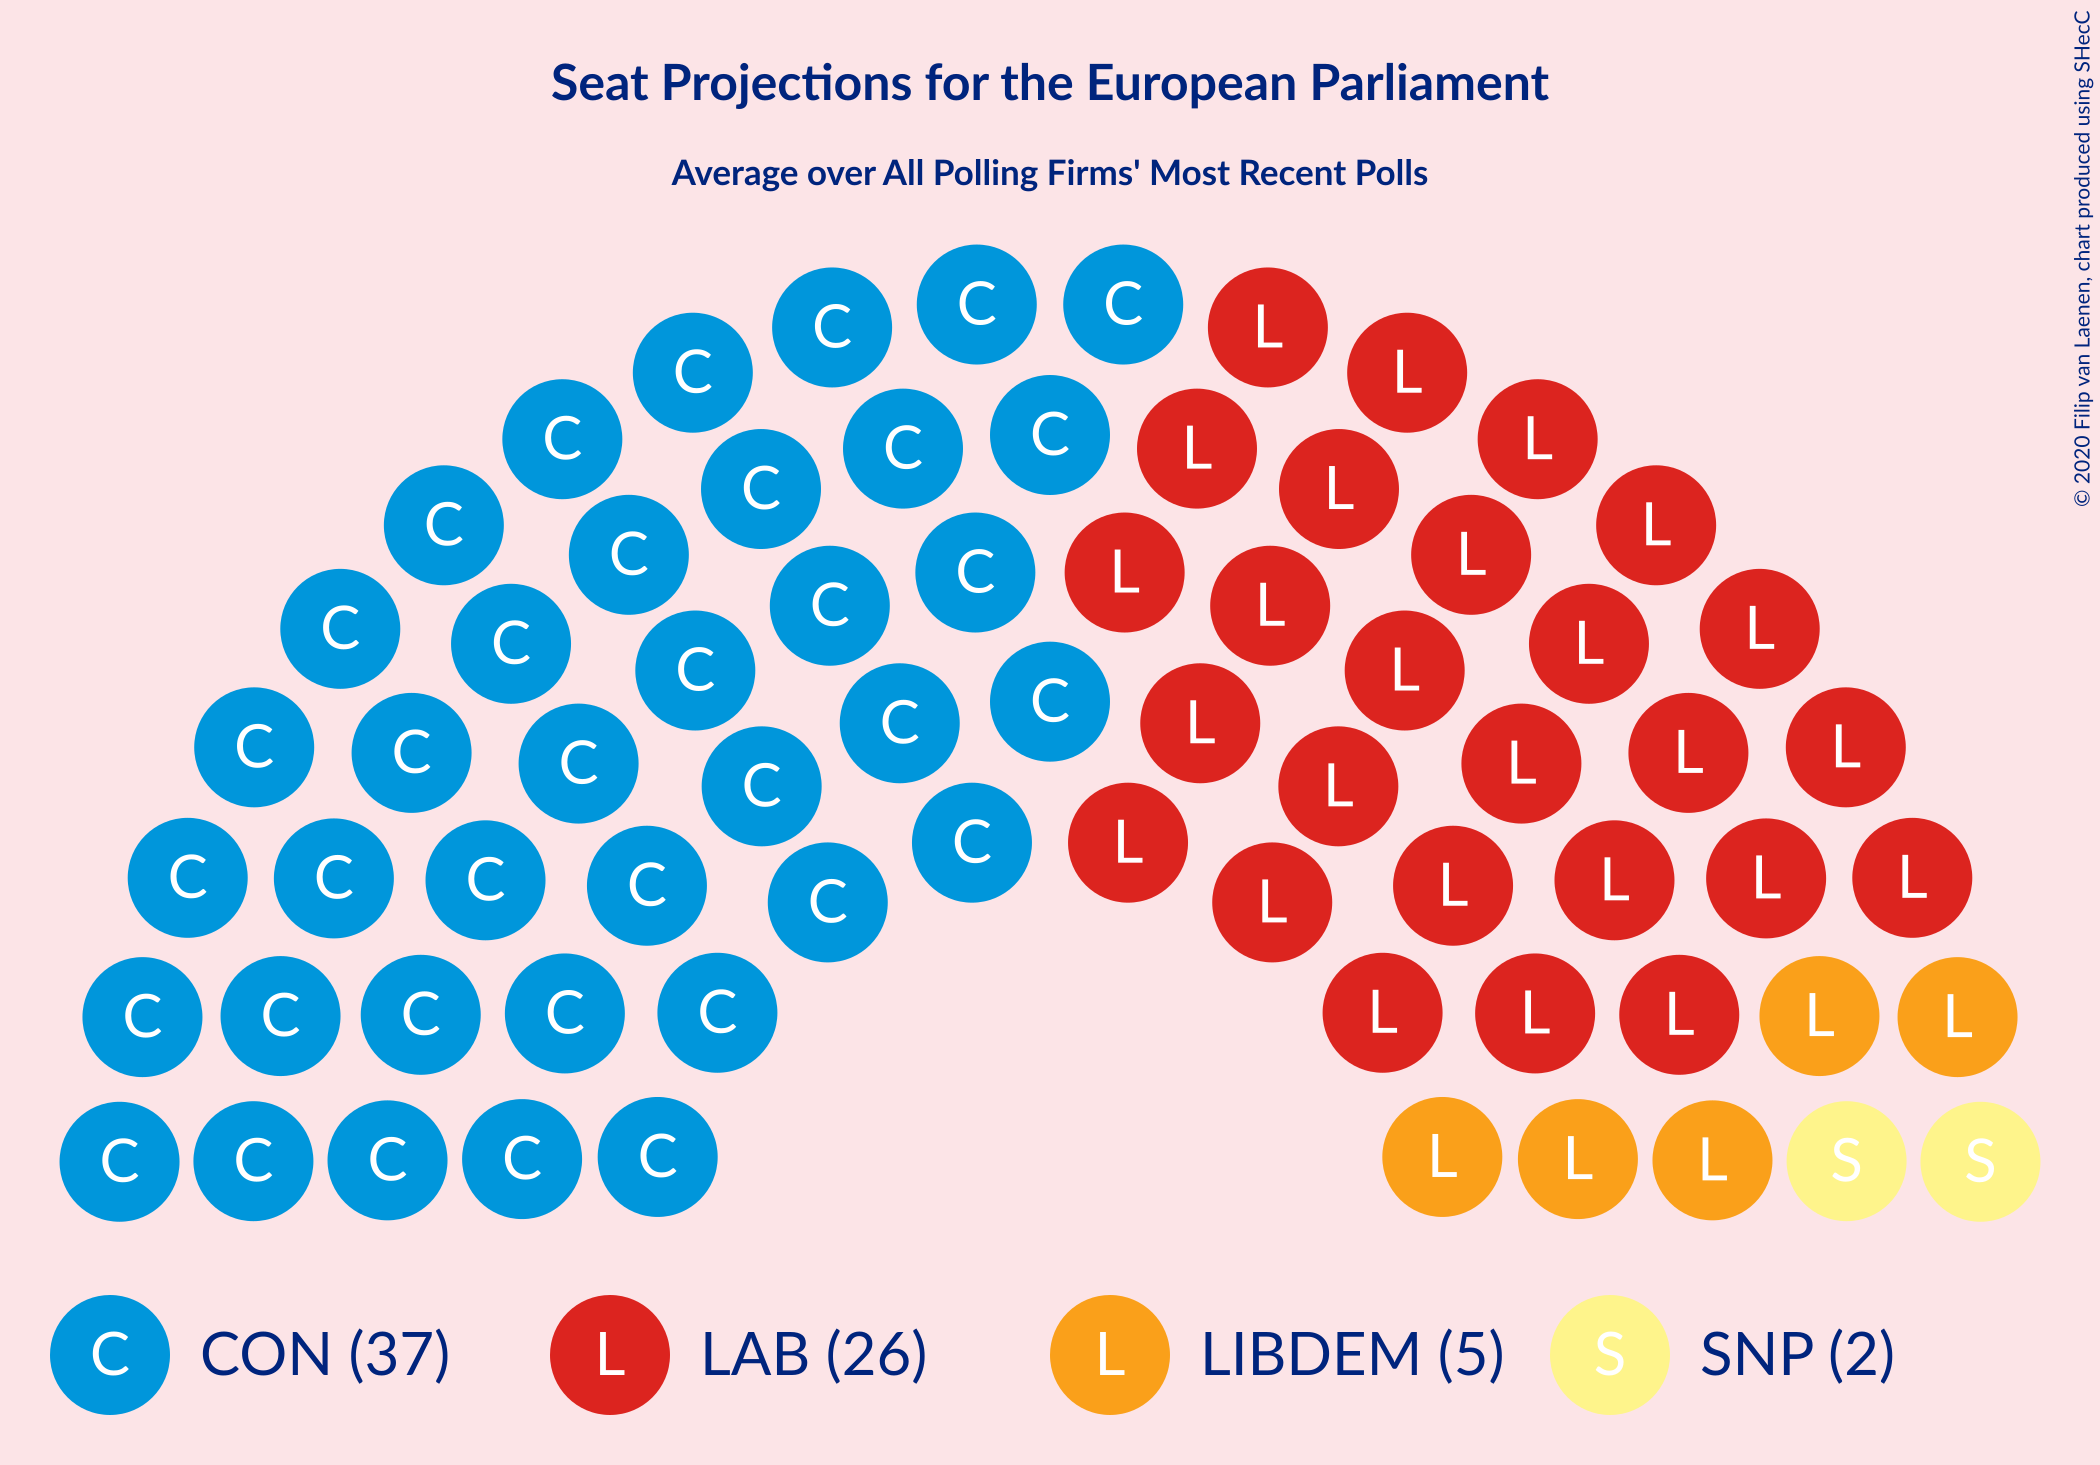 Seat Projections for the European Parliament
Average over All Polling Firms' Most Recent Polls
© 2020 Filip van Laenen, chart produced using SHecC
C C L L
C C L
C C L
C C L L
C L L
C C L
C C L L
C C L L
C C L L
C C L L
C C L L
C C L L
C L
C C L L
C C C C L L L L
C C L L
C C C L L L L L
C C C C C L L L S S
C CON (37) L LAB (26) L LIBDEM (5) S SNP (2)